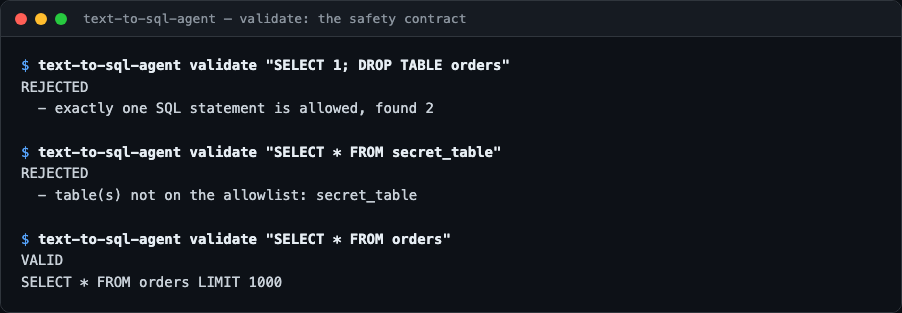 text-to-sql-agent — validate: the safety contract
$ text-to-sql-agent validate "SELECT 1; DROP TABLE orders"
REJECTED
– exactly one SQL statement is allowed, found 2
$ text-to-sql-agent validate "SELECT * FROM secret_table"
REJECTED
– table(s) not on the allowlist: secret_table
$ text-to-sql-agent validate "SELECT * FROM orders"
VALID
SELECT * FROM orders LIMIT 1000